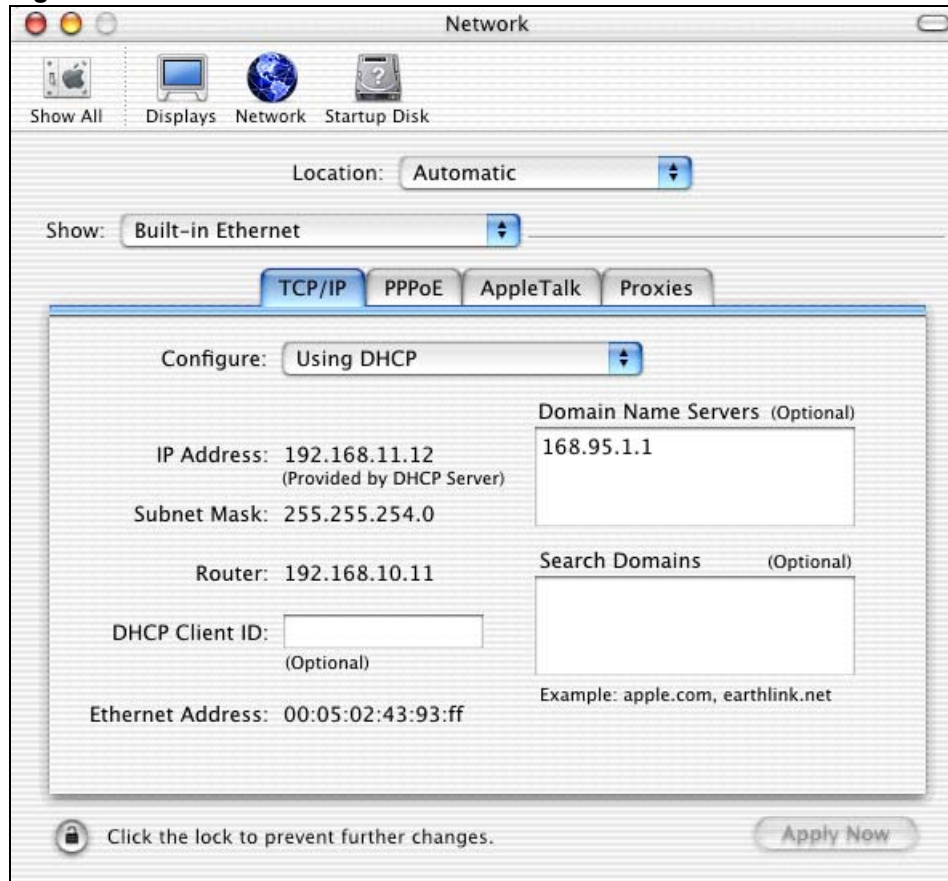 Network
Show All
Displays
Network
Startup Disk
Location: Automatic
Show: Built-in Ethernet
TCP/IP
PPPoE
AppleTalk
Proxies
Configure: Using DHCP
Domain Name Servers (Optional)
168.95.1.1
IP Address: 192.168.11.12
(Provided by DHCP Server)
Subnet Mask: 255.255.254.0
Search Domains (Optional)
Router: 192.168.10.11
DHCP Client ID:
(Optional)
Example: apple.com, earthlink.net
Ethernet Address: 00:05:02:43:93:ff
Click the lock to prevent further changes.
Apply Now